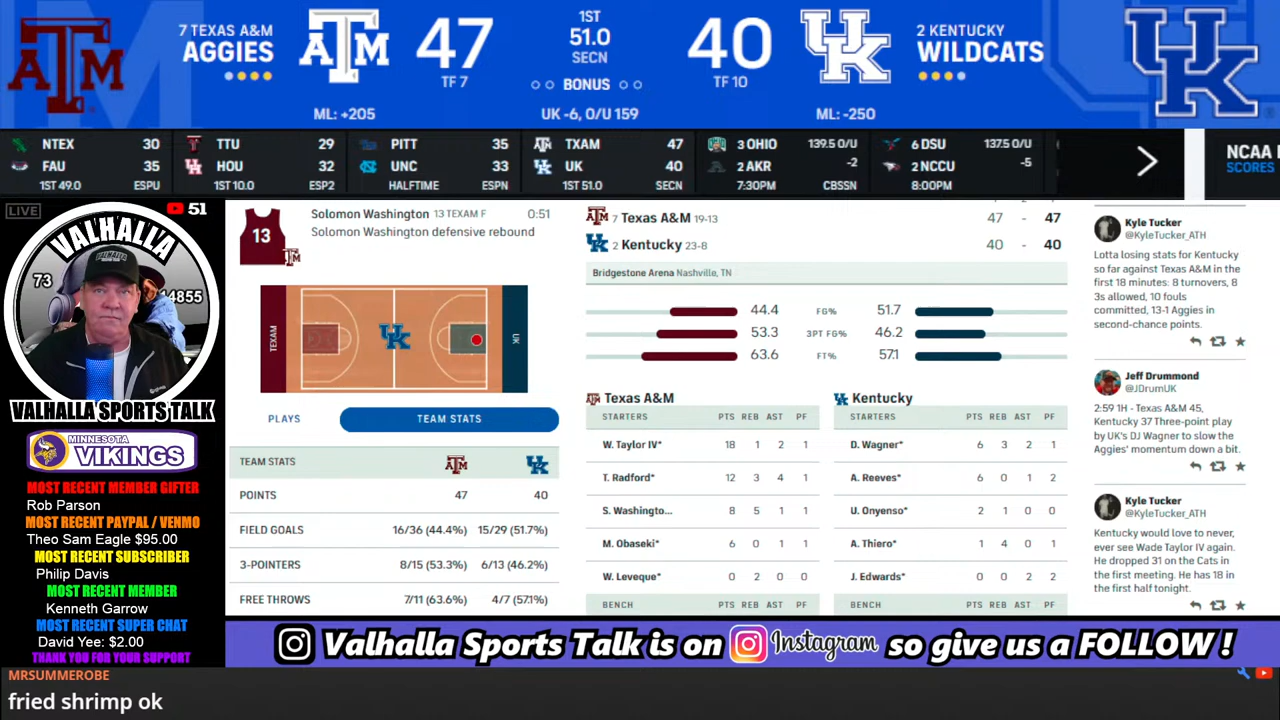 7 TEXAS A&M
AGGIES
47
TF 7
ML: +205
1ST
51.0
SECN
BONUS
UK -6, O/U 159
40
TF 10
ML: -250
2 KENTUCKY
WILDCATS
NTEX 30
FAU 35
1ST 49.0 ESPU
TTU 29
HOU 32
1ST 10.0 ESP2
PITT 35
UNC 33
HALFTIME ESPN
TXAM 47
UK 40
1ST 51.0 SECN
3 OHIO 139.5 O/U
2 AKR -2
7:30PM CBSSN
6 DSU 137.5 O/U
2 NCCU -5
8:00PM
SCORES
LIVE
51
VALHALLA
73
14855
VALHALLA SPORTS TALK
MINNESOTA
VIKINGS
MOST RECENT MEMBER GIFTER
Rob Parson
MOST RECENT PAYPAL / VENMO
Theo Sam Eagle $95.00
MOST RECENT SUBSCRIBER
Philip Davis
MOST RECENT MEMBER
Kenneth Garrow
MOST RECENT SUPER CHAT
David Yee: $2.00
THANK YOU FOR YOUR SUPPORT
13
Solomon Washington 13 TEXAM F 0:51
Solomon Washington defensive rebound
TEXAM
UK
PLAYS
TEAM STATS
TEAM STATS
POINTS 47 40
FIELD GOALS 16/36 (44.4%) 15/29 (51.7%)
3-POINTERS 8/15 (53.3%) 6/13 (46.2%)
FREE THROWS 7/11 (63.6%) 4/7 (57.1%)
7 Texas A&M 19-13 47 - 47
2 Kentucky 23-8 40 - 40
Bridgestone Arena Nashville, TN
44.4 FG% 51.7
53.3 3PT FG% 46.2
63.6 FT% 57.1
Texas A&M
STARTERS PTS REB AST PF
W. Taylor IV* 18 1 2 1
T. Radford* 12 3 4 1
S. Washingto... 8 5 1 1
M. Obaseki* 6 0 1 1
W. Leveque* 0 2 0 0
BENCH PTS REB AST PF
Kentucky
STARTERS PTS REB AST PF
D. Wagner* 6 3 2 1
A. Reeves* 6 0 1 2
U. Onyenso* 2 1 0 0
A. Thiero* 1 4 0 1
J. Edwards* 0 0 2 2
BENCH PTS REB AST PF
Kyle Tucker
@KyleTucker_ATH
Lotta losing stats for Kentucky
so far against Texas A&M in the
first 18 minutes: 8 turnovers, 8
3s allowed, 10 fouls
committed, 13-1 Aggies in
second-chance points.
Jeff Drummond
@JDrumUK
2:59 1H - Texas A&M 45,
Kentucky 37 Three-point play
by UK's DJ Wagner to slow the
Aggies' momentum down a bit.
Kyle Tucker
@KyleTucker_ATH
Kentucky would love to never,
ever see Wade Taylor IV again.
He dropped 31 on the Cats in
the first meeting. He has 18 in
the first half tonight.
Valhalla Sports Talk is on Instagram so give us a FOLLOW !
MRSUMMEROBE
fried shrimp ok